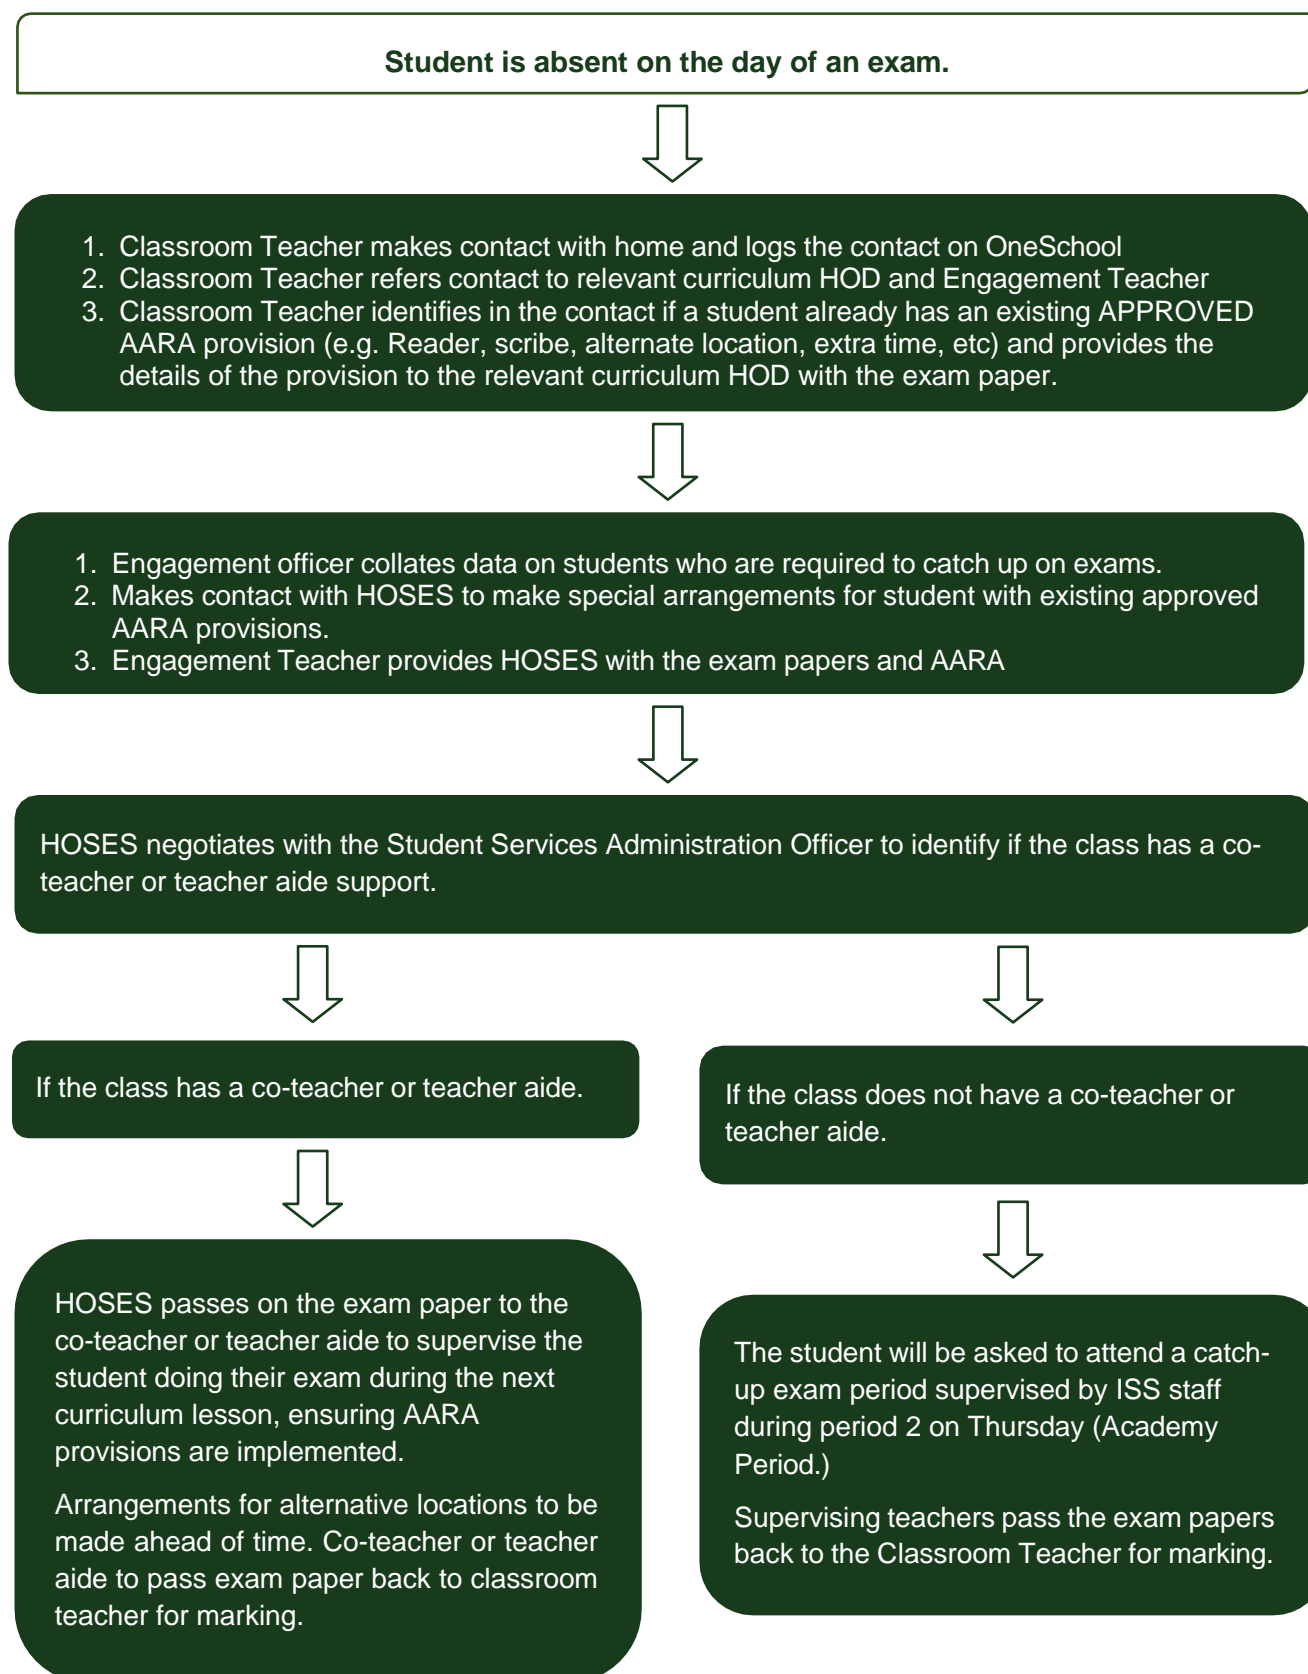 Student is absent on the day of an exam.
1. Classroom Teacher makes contact with home and logs the contact on OneSchool
2. Classroom Teacher refers contact to relevant curriculum HOD and Engagement Teacher
3. Classroom Teacher identifies in the contact if a student already has an existing APPROVED
AARA provision (e.g. Reader, scribe, alternate location, extra time, etc) and provides the
details of the provision to the relevant curriculum HOD with the exam paper.
1. Engagement officer collates data on students who are required to catch up on exams.
2. Makes contact with HOSES to make special arrangements for student with existing approved
AARA provisions.
3. Engagement Teacher provides HOSES with the exam papers and AARA
HOSES negotiates with the Student Services Administration Officer to identify if the class has a co-
teacher or teacher aide support.
If the class has a co-teacher or teacher aide.
HOSES passes on the exam paper to the
co-teacher or teacher aide to supervise the
student doing their exam during the next
curriculum lesson, ensuring AARA
provisions are implemented.
Arrangements for alternative locations to be
made ahead of time. Co-teacher or teacher
aide to pass exam paper back to classroom
teacher for marking.
If the class does not have a co-teacher or
teacher aide.
The student will be asked to attend a catch-
up exam period supervised by ISS staff
during period 2 on Thursday (Academy
Period.)
Supervising teachers pass the exam papers
back to the Classroom Teacher for marking.